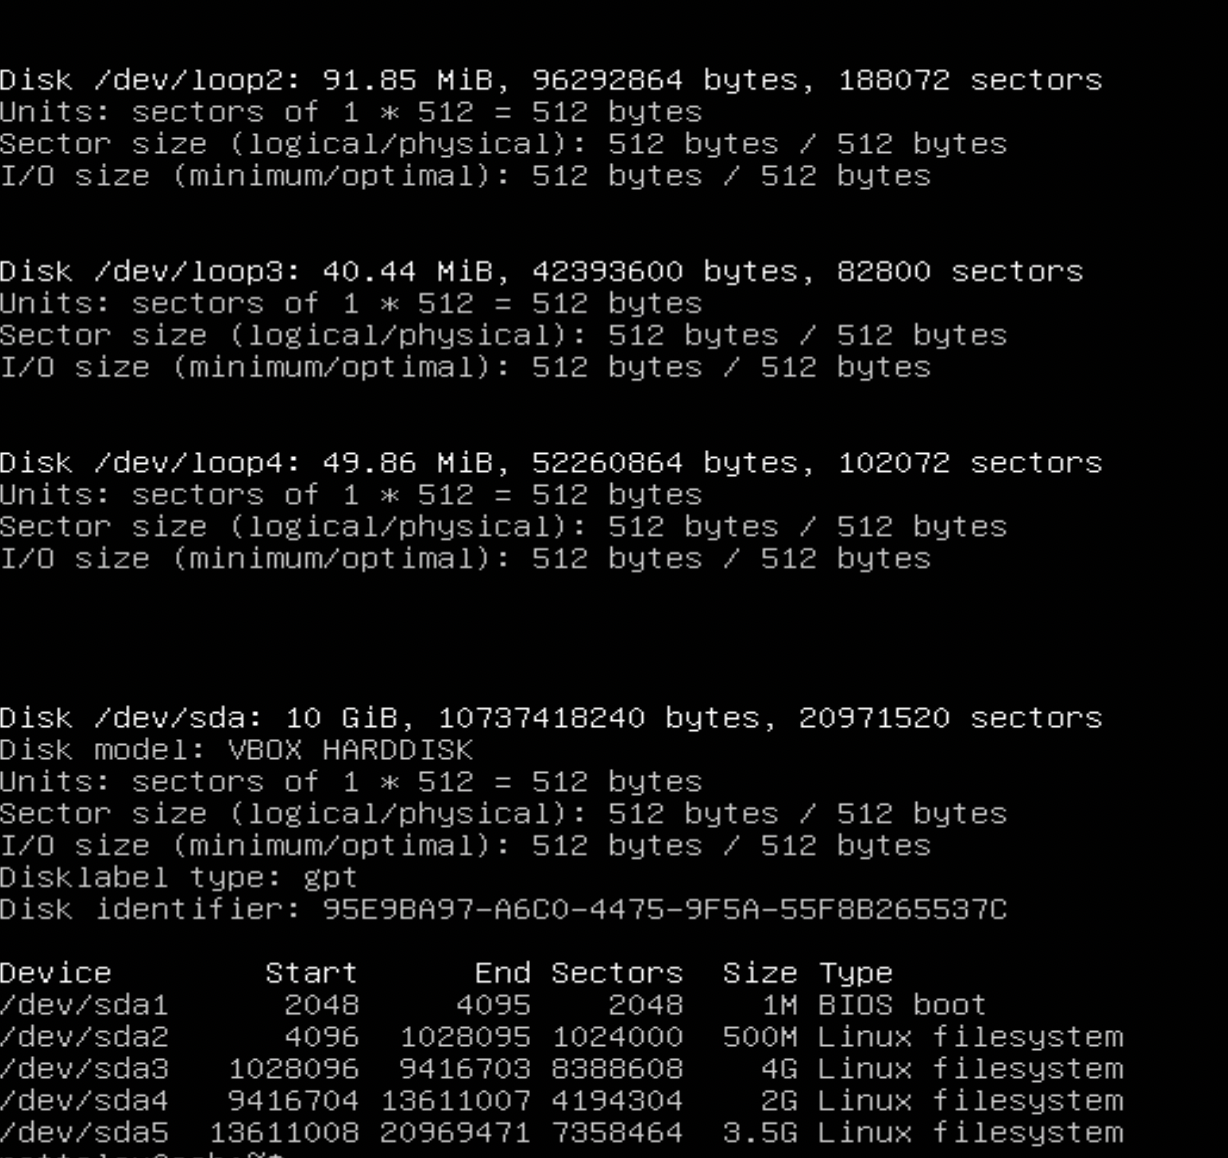 Disk /dev/loop2: 91.85 MiB, 96292864 bytes, 188072 sectors
Units: sectors of 1 * 512 = 512 bytes
Sector size (logical/physical): 512 bytes / 512 bytes
I/O size (minimum/optimal): 512 bytes / 512 bytes
Disk /dev/loop3: 40.44 MiB, 42393600 bytes, 82800 sectors
Units: sectors of 1 * 512 = 512 bytes
Sector size (logical/physical): 512 bytes / 512 bytes
I/O size (minimum/optimal): 512 bytes / 512 bytes
Disk /dev/loop4: 49.86 MiB, 52260864 bytes, 102072 sectors
Units: sectors of 1 * 512 = 512 bytes
Sector size (logical/physical): 512 bytes / 512 bytes
I/O size (minimum/optimal): 512 bytes / 512 bytes
Disk /dev/sda: 10 GiB, 10737418240 bytes, 20971520 sectors
Disk model: VBOX HARDDISK
Units: sectors of 1 * 512 = 512 bytes
Sector size (logical/physical): 512 bytes / 512 bytes
I/O size (minimum/optimal): 512 bytes / 512 bytes
Disklabel type: gpt
Disk identifier: 95E9BA97-A6C0-4475-9F5A-55F8B265537C
Device Start End Sectors Size Type
/dev/sda1 2048 4095 2048 1M BIOS boot
/dev/sda2 4096 1028095 1024000 500M Linux filesystem
/dev/sda3 1028096 9416703 8388608 4G Linux filesystem
/dev/sda4 9416704 13611007 4194304 2G Linux filesystem
/dev/sda5 13611008 20969471 7358464 3.5G Linux filesystem